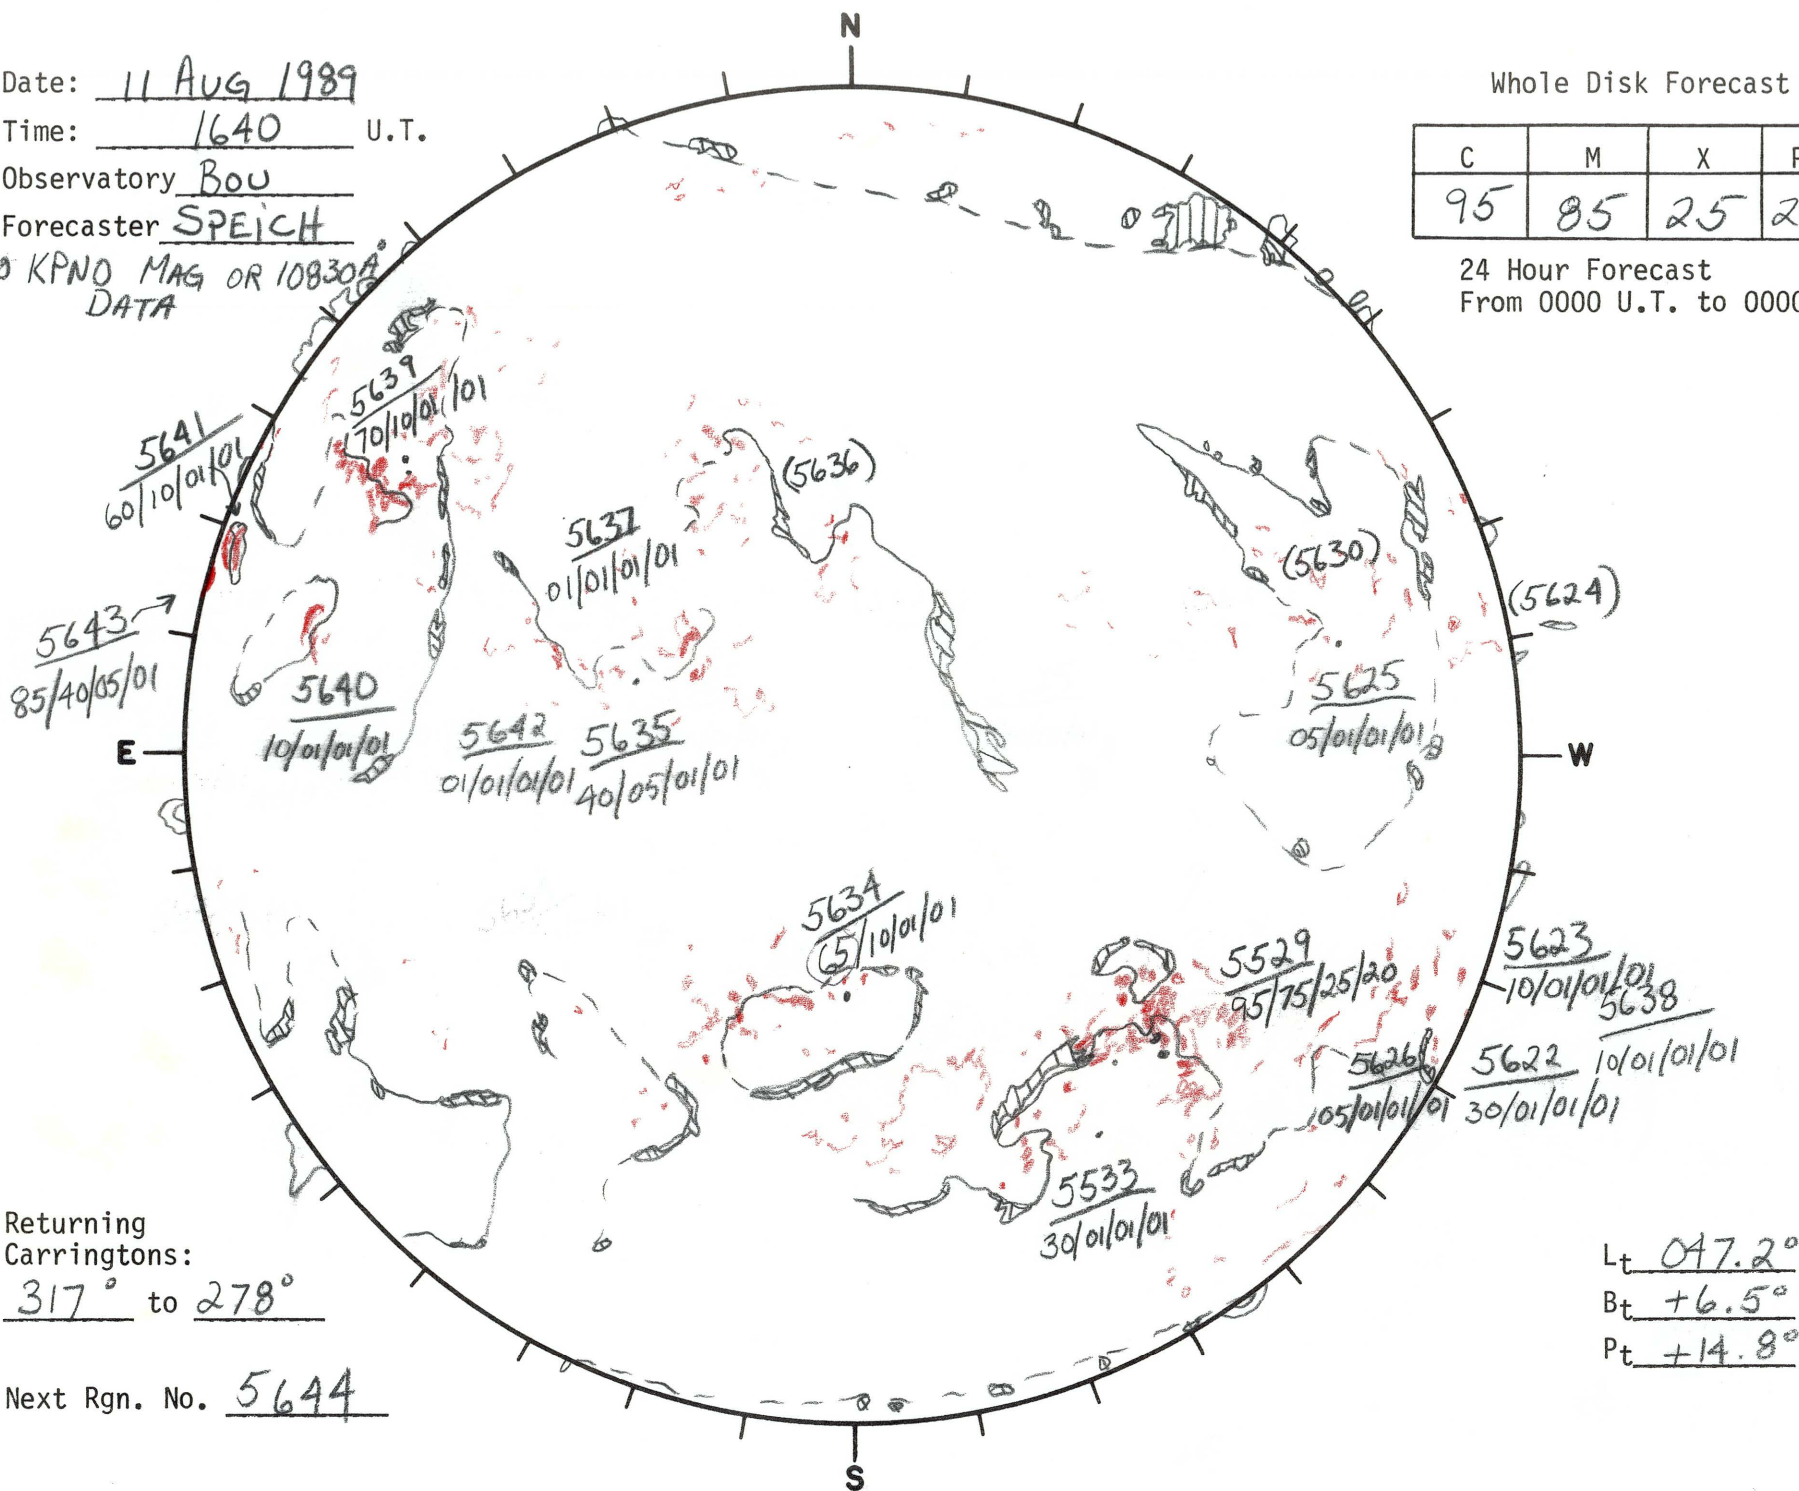 N
Date: 11 AUG 1989
Time: 1640 U.T.
Observatory BOU
Forecaster SPEICH
KPNO MAG OR 10830Å
DATA
Whole Disk Forecast
C M X P
95 85 25 2
24 Hour Forecast
From 0000 U.T. to 0000
5639
70/10/01/01
5641
60/10/01/01
(5636)
5637
01/01/01/01
(5630)
(5624)
5643
85/40/05/01
5640
10/01/01/01
5625
05/01/01/01
5642
01/01/01/01
5635
40/05/01/01
E
W
5634
65/10/01/01
5529
95/75/25/20
5623
10/01/01/01
5638
10/01/01/01
5626
05/01/01/01
5622
30/01/01/01
5533
30/01/01/01
Returning
Carringtons:
317° to 278°
Next Rgn. No. 5644
Lt 047.2°
Bt +6.5°
Pt +14.8°
S